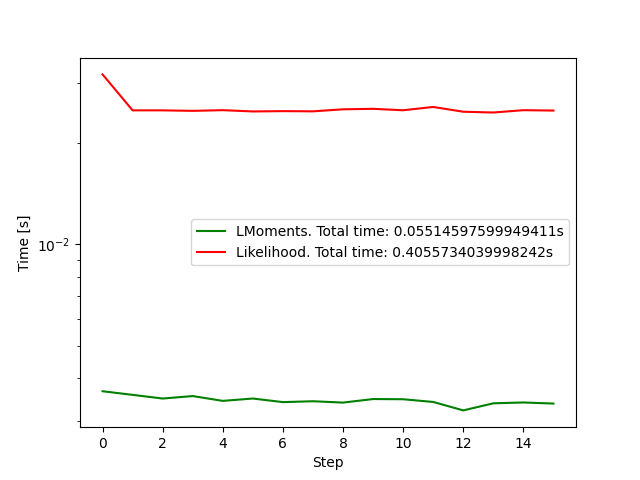 Time [s]
10⁻²
LMoments. Total time: 0.05514597599949411s
Likelihood. Total time: 0.4055734039998242s
0 2 4 6 8 10 12 14
Step